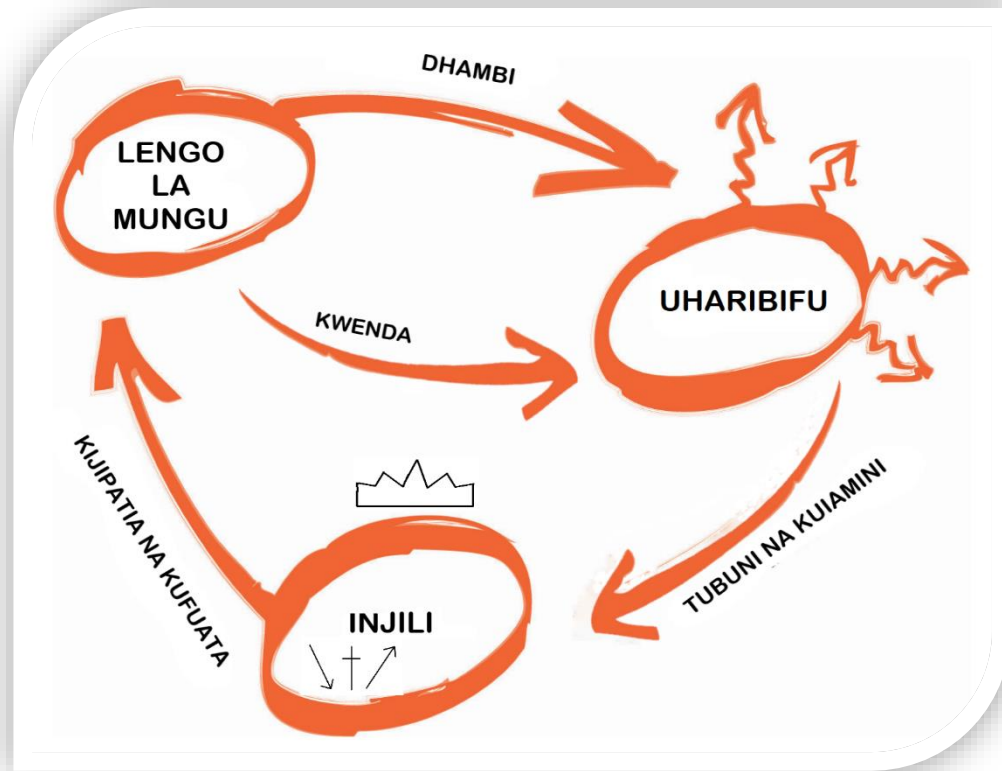 DHAMBI
LENGO
LA
MUNGU
UHARIBIFU
KWENDA
KIJIPATIA NA KUFUATA
TUBUNI NA KUIAMINI
INJILI